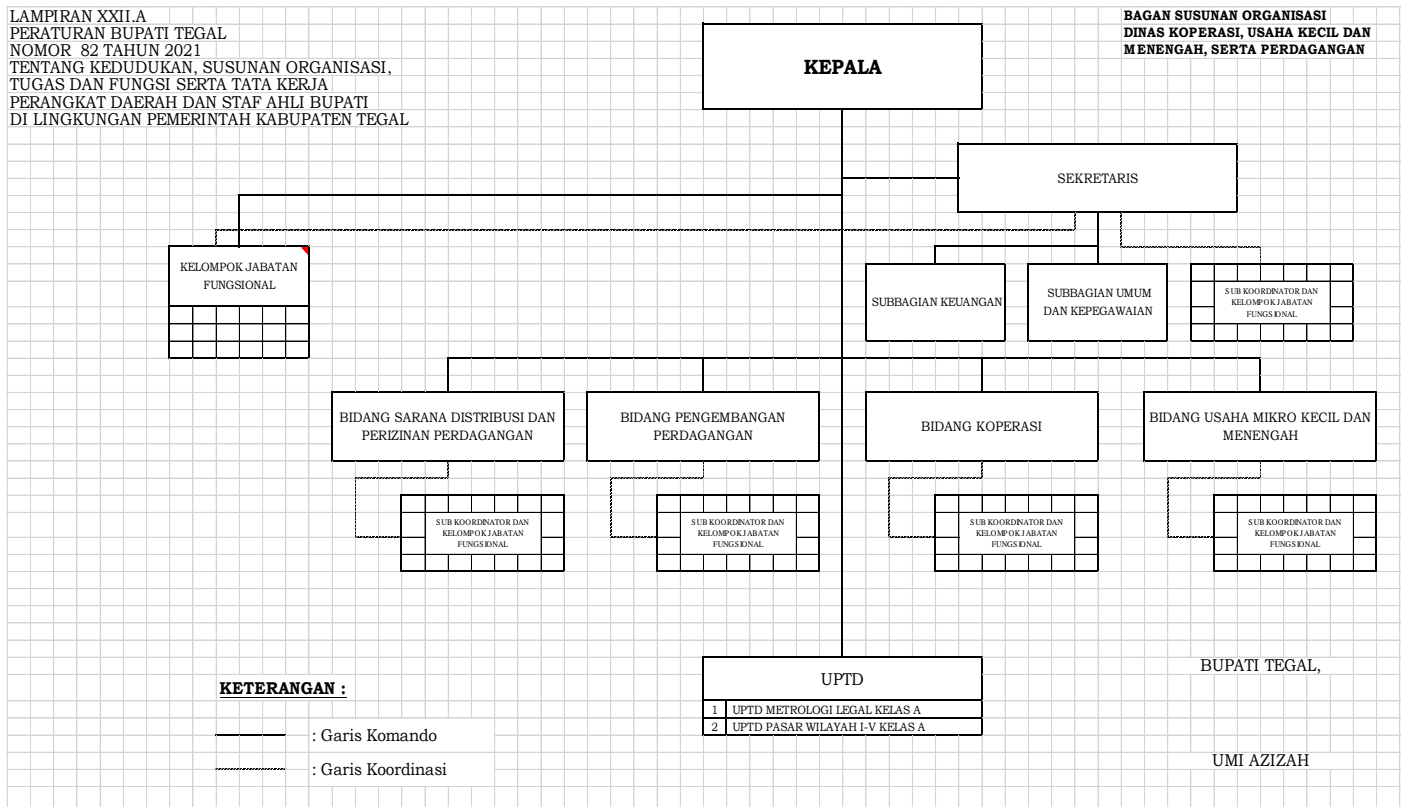 LAMPIRAN XXII.A
PERATURAN BUPATI TEGAL
NOMOR 82 TAHUN 2021
TENTANG KEDUDUKAN, SUSUNAN ORGANISASI,
TUGAS DAN FUNGSI SERTA TATA KERJA
PERANGKAT DAERAH DAN STAF AHLI BUPATI
DI LINGKUNGAN PEMERINTAH KABUPATEN TEGAL
BAGAN SUSUNAN ORGANISASI
DINAS KOPERASI, USAHA KECIL DAN
MENENGAH, SERTA PERDAGANGAN
KEPALA
SEKRETARIS
KELOMPOK JABATAN
FUNGSIONAL
SUBBAGIAN KEUANGAN
SUBBAGIAN UMUM
DAN KEPEGAWAIAN
SUB KOORDINATOR DAN
KELOMPOK JABATAN
FUNGSIONAL
BIDANG SARANA DISTRIBUSI DAN
PERIZINAN PERDAGANGAN
BIDANG PENGEMBANGAN
PERDAGANGAN
BIDANG KOPERASI
BIDANG USAHA MIKRO KECIL DAN
MENENGAH
SUB KOORDINATOR DAN
KELOMPOK JABATAN
FUNGSIONAL
SUB KOORDINATOR DAN
KELOMPOK JABATAN
FUNGSIONAL
SUB KOORDINATOR DAN
KELOMPOK JABATAN
FUNGSIONAL
SUB KOORDINATOR DAN
KELOMPOK JABATAN
FUNGSIONAL
UPTD
1 UPTD METROLOGI LEGAL KELAS A
2 UPTD PASAR WILAYAH I-V KELAS A
KETERANGAN :
: Garis Komando
: Garis Koordinasi
BUPATI TEGAL,
UMI AZIZAH